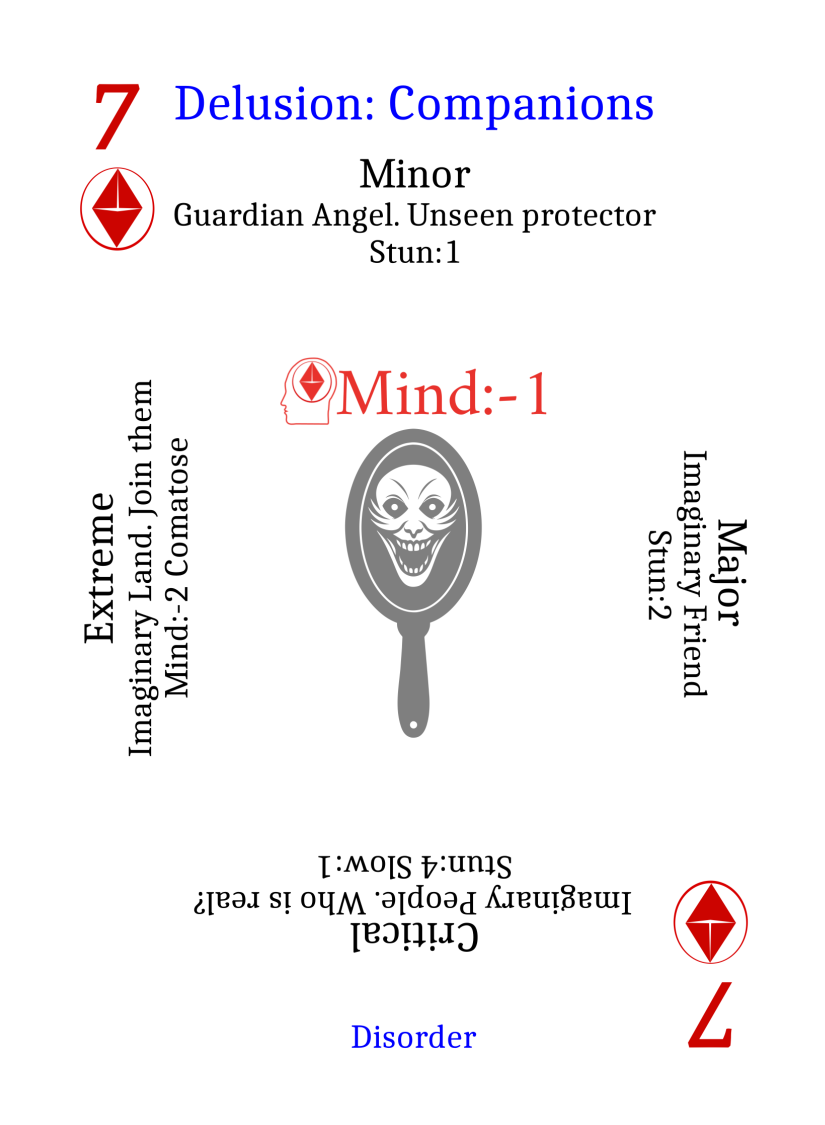 7
Delusion: Companions
Minor
Guardian Angel. Unseen protector
Stun:1
Mind:-1
Extreme
Imaginary Land. Join them
Mind:-2 Comatose
Major
Imaginary Friend
Stun:2
Critical
Imaginary People. Who is real?
Stun:4 Slow:1
7
Disorder